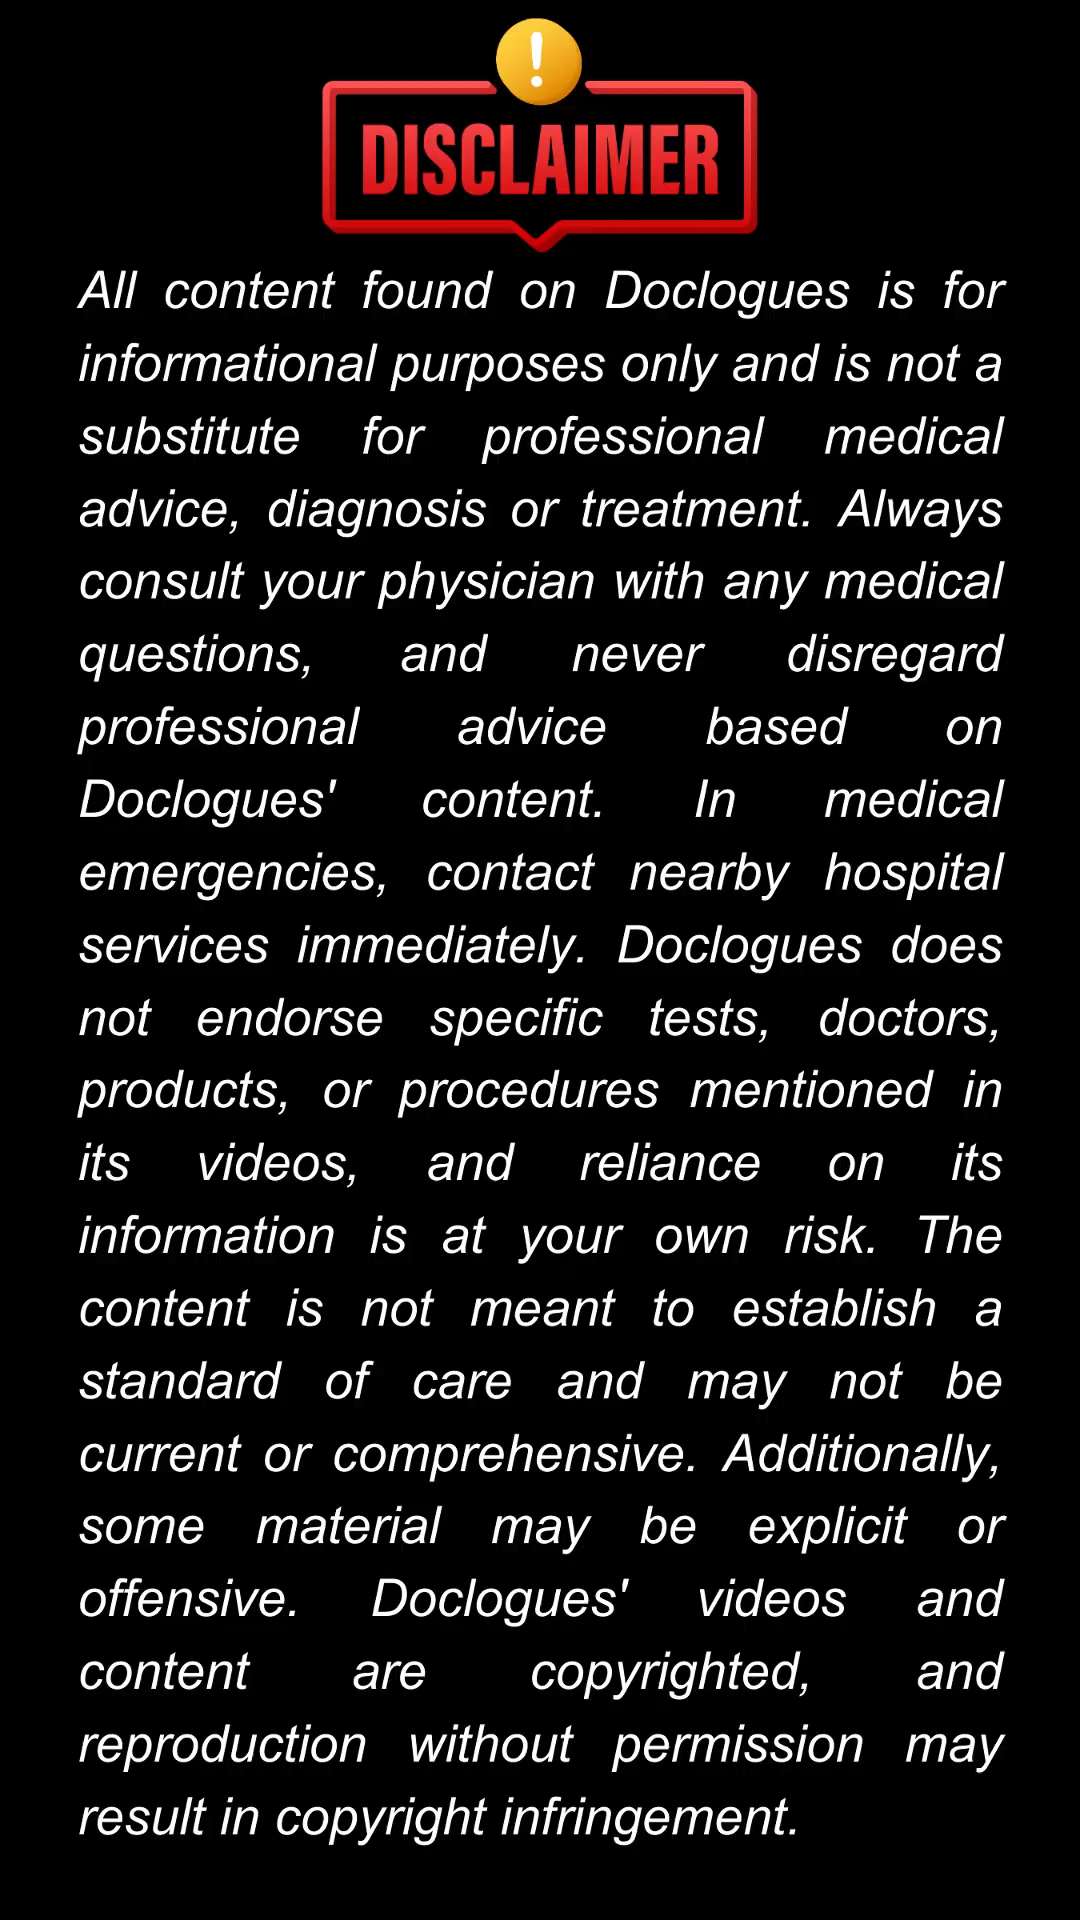 !
DISCLAIMER
All content found on Doclogues is for
informational purposes only and is not a
substitute for professional medical
advice, diagnosis or treatment. Always
consult your physician with any medical
questions, and never disregard
professional advice based on
Doclogues' content. In medical
emergencies, contact nearby hospital
services immediately. Doclogues does
not endorse specific tests, doctors,
products, or procedures mentioned in
its videos, and reliance on its
information is at your own risk. The
content is not meant to establish a
standard of care and may not be
current or comprehensive. Additionally,
some material may be explicit or
offensive. Doclogues' videos and
content are copyrighted, and
reproduction without permission may
result in copyright infringement.